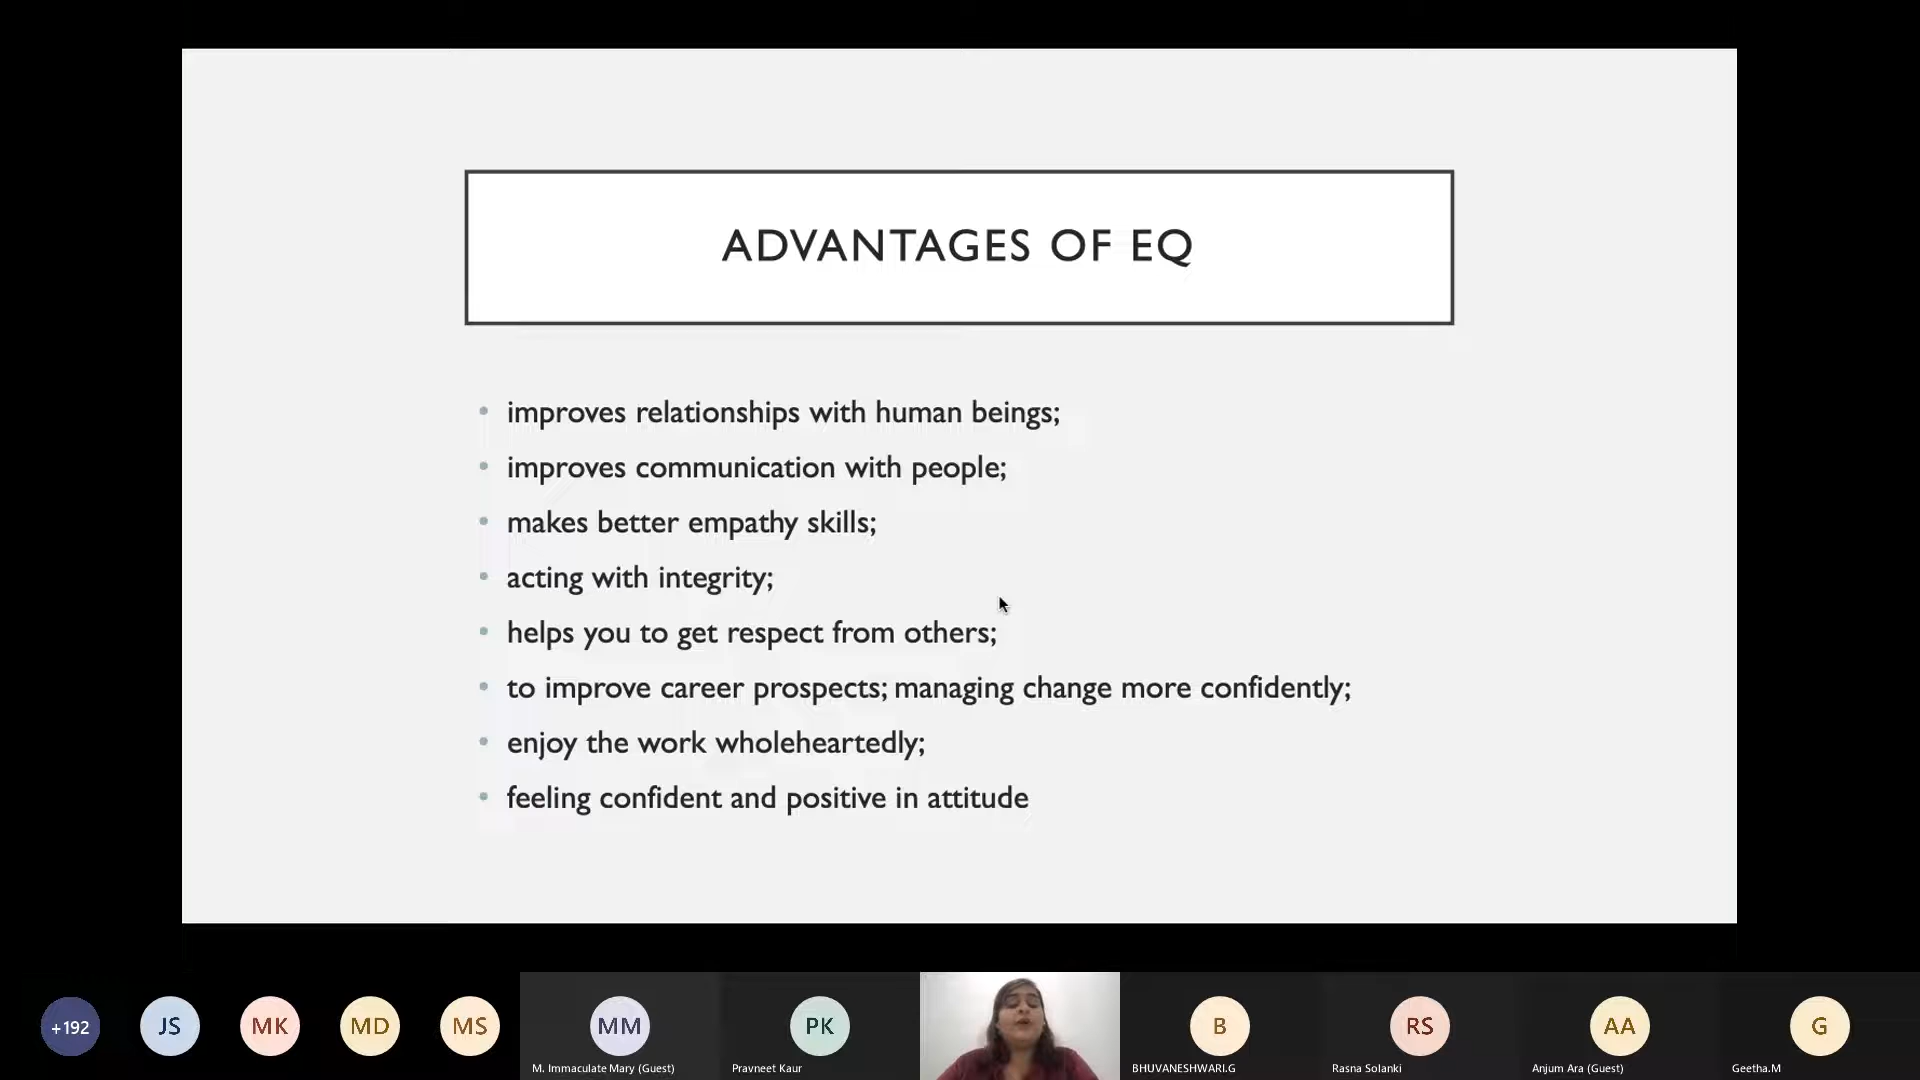 ADVANTAGES OF EQ
improves relationships with human beings;
improves communication with people;
makes better empathy skills;
acting with integrity;
helps you to get respect from others;
to improve career prospects; managing change more confidently;
enjoy the work wholeheartedly;
feeling confident and positive in attitude
+192
JS
MK
MD
MS
MM
PK
B
RS
AA
G
M. Immaculate Mary (Guest)
Pravneet Kaur
BHUVANESHWARI.G
Rasna Solanki
Anjum Ara (Guest)
Geetha.M